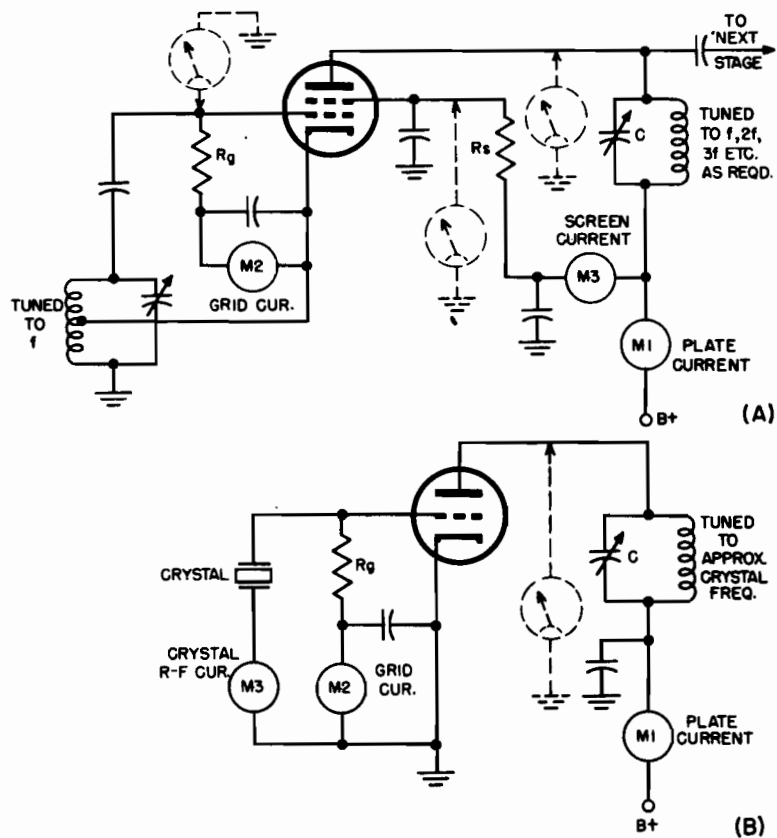 TO
NEXT
STAGE
Rg
Rs
C
TUNED
TO f, 2f,
3f ETC.
AS REQD.
SCREEN
CURRENT
M2
GRID CUR.
M3
TUNED
TO
f
M1
PLATE
CURRENT
B+
(A)
CRYSTAL
Rg
C
TUNED
TO
APPROX.
CRYSTAL
FREQ.
CRYSTAL
R-F CUR.
M3
M2
GRID
CUR.
M1
PLATE
CURRENT
B+
(B)